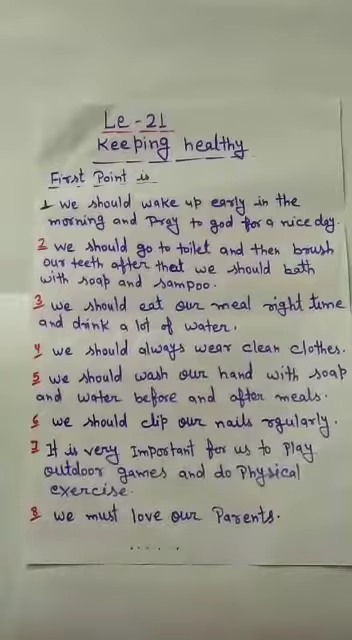 Le - 21
Keeping healthy
First Point is
1 we should wake up early in the
morning and Pray to god for a nice day.
2 we should go to toilet and then brush
our teeth after that we should bath
with soap and sampoo.
3 we should eat our meal right time
and drink a lot of water.
4 we should always wear clean clothes.
5 we should wash our hand with soap
and water before and after meals.
6 we should clip our nails rgularly.
7 It is very Important for us to Play
outdoor games and do Physical
exercise.
8 we must love our Parents.
......